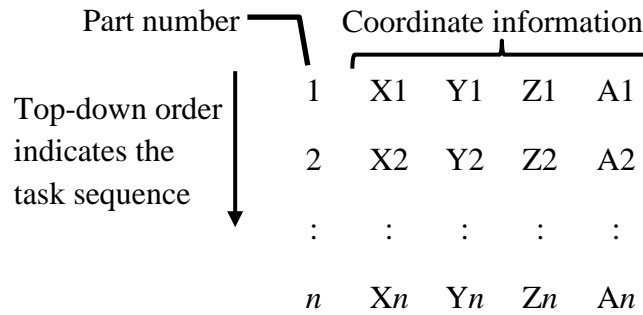 Part number Coordinate information
1 X1 Y1 Z1 A1
Top-down order
indicates the
task sequence
2 X2 Y2 Z2 A2
: : : : :
n Xn Yn Zn An